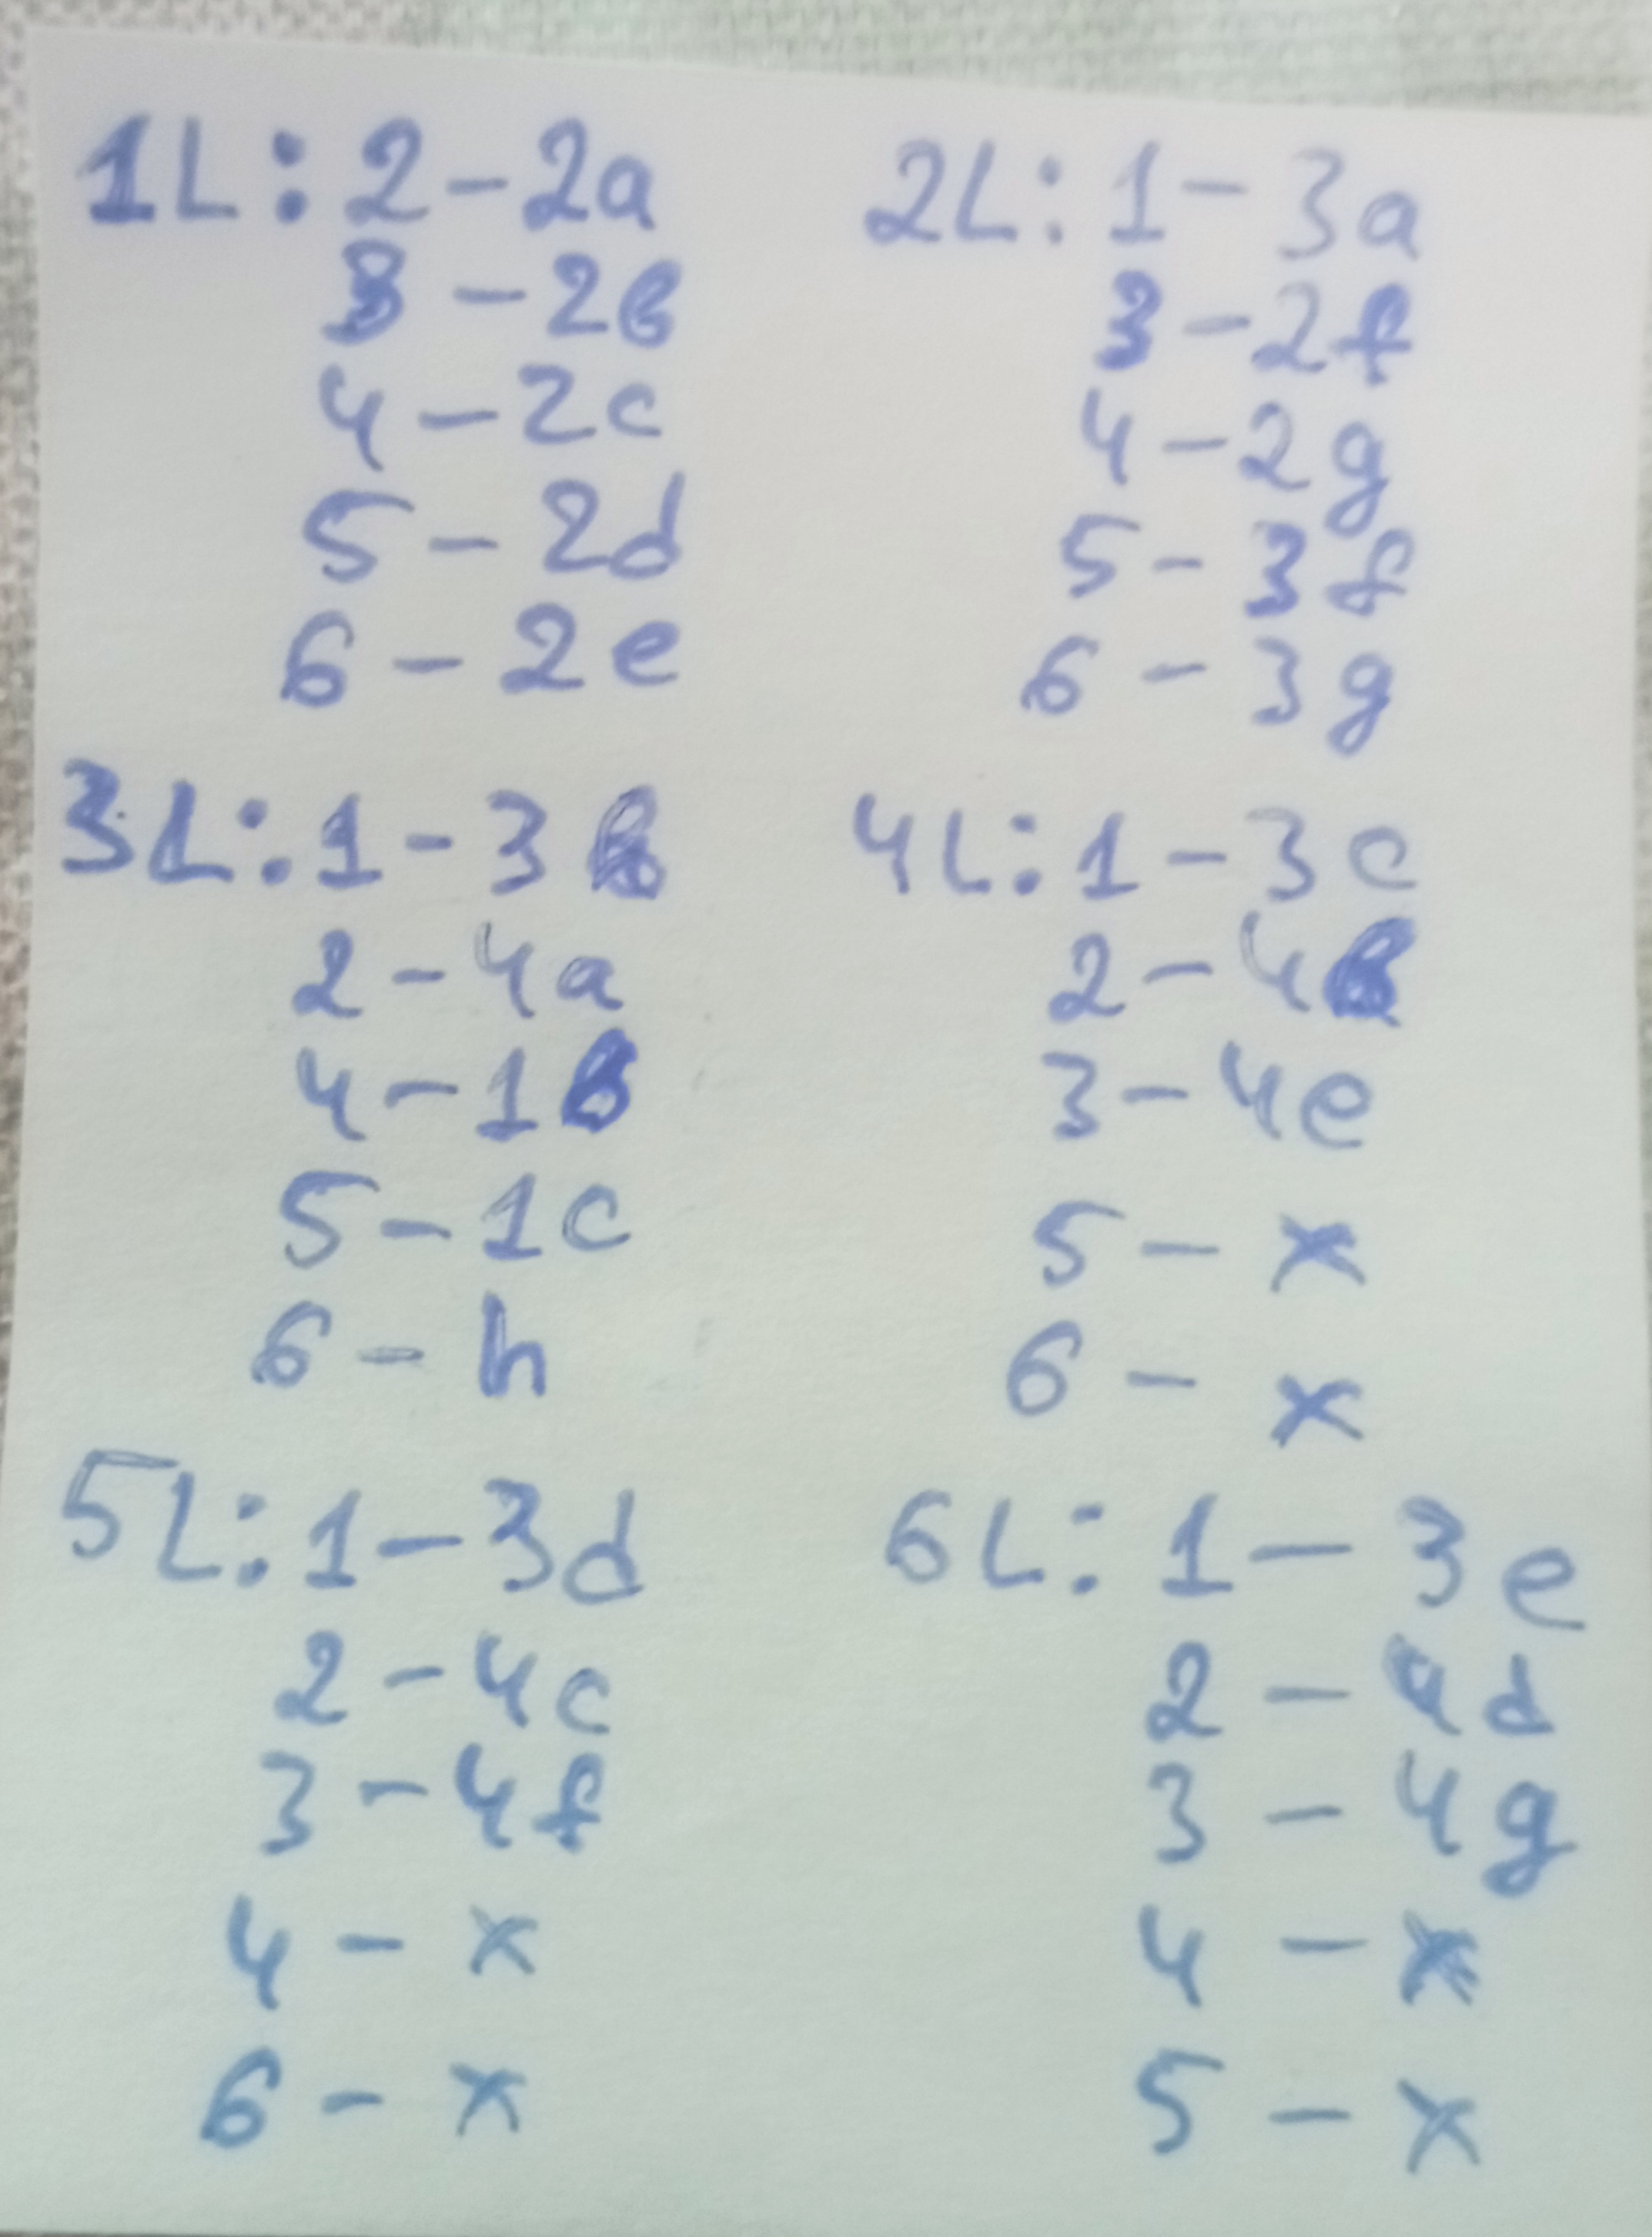 1L: 2 - 2a
3 - 2b
4 - 2c
5 - 2d
6 - 2e
2L: 1 - 3a
3 - 2f
4 - 2g
5 - 3f
6 - 3g
3L: 1 - 3b
2 - 4a
4 - 1b
5 - 1c
6 - h
4L: 1 - 3c
2 - 4b
3 - 4e
5 - x
6 - x
5L: 1 - 3d
2 - 4c
3 - 4f
4 - x
6 - x
6L: 1 - 3e
2 - 4d
3 - 4g
4 - x
5 - x